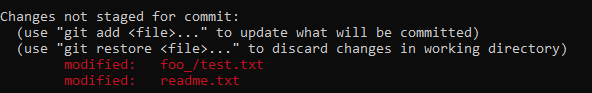 Changes not staged for commit:
  (use "git add <file>..." to update what will be committed)
  (use "git restore <file>..." to discard changes in working directory)
        modified:   foo_/test.txt
        modified:   readme.txt